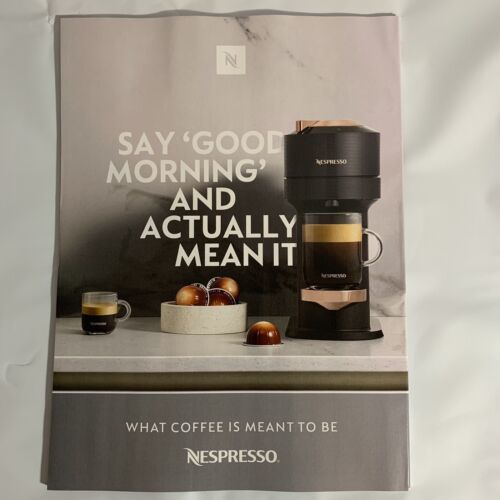 N
SAY ‘GOOD
MORNING’
AND
ACTUALLY
MEAN IT
NESPRESSO
NESPRESSO
WHAT COFFEE IS MEANT TO BE
NESPRESSO.